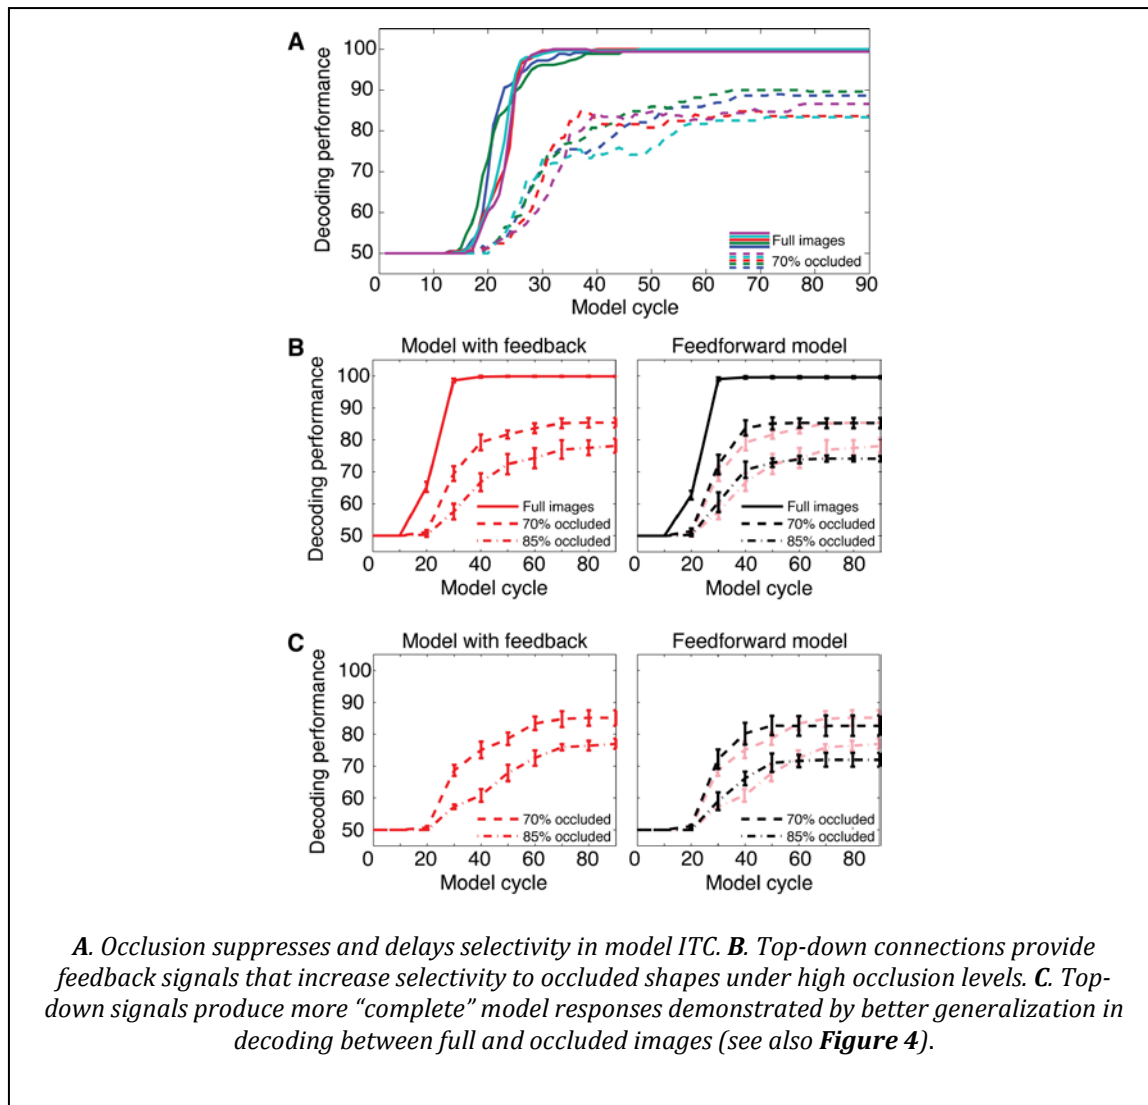 A
Decoding performance
100
90
80
70
60
50
Full images
70% occluded
0 10 20 30 40 50 60 70 80 90
Model cycle
B
Model with feedback
Feedforward model
Decoding performance
100
90
80
70
60
50
Full images
70% occluded
85% occluded
0 20 40 60 80
Model cycle
Full images
70% occluded
85% occluded
0 20 40 60 80
Model cycle
C
Model with feedback
Feedforward model
Decoding performance
100
90
80
70
60
50
70% occluded
85% occluded
0 20 40 60 80
Model cycle
70% occluded
85% occluded
0 20 40 60 80
Model cycle
A. Occlusion suppresses and delays selectivity in model ITC. B. Top-down connections provide
feedback signals that increase selectivity to occluded shapes under high occlusion levels. C. Top-
down signals produce more “complete” model responses demonstrated by better generalization in
decoding between full and occluded images (see also Figure 4).